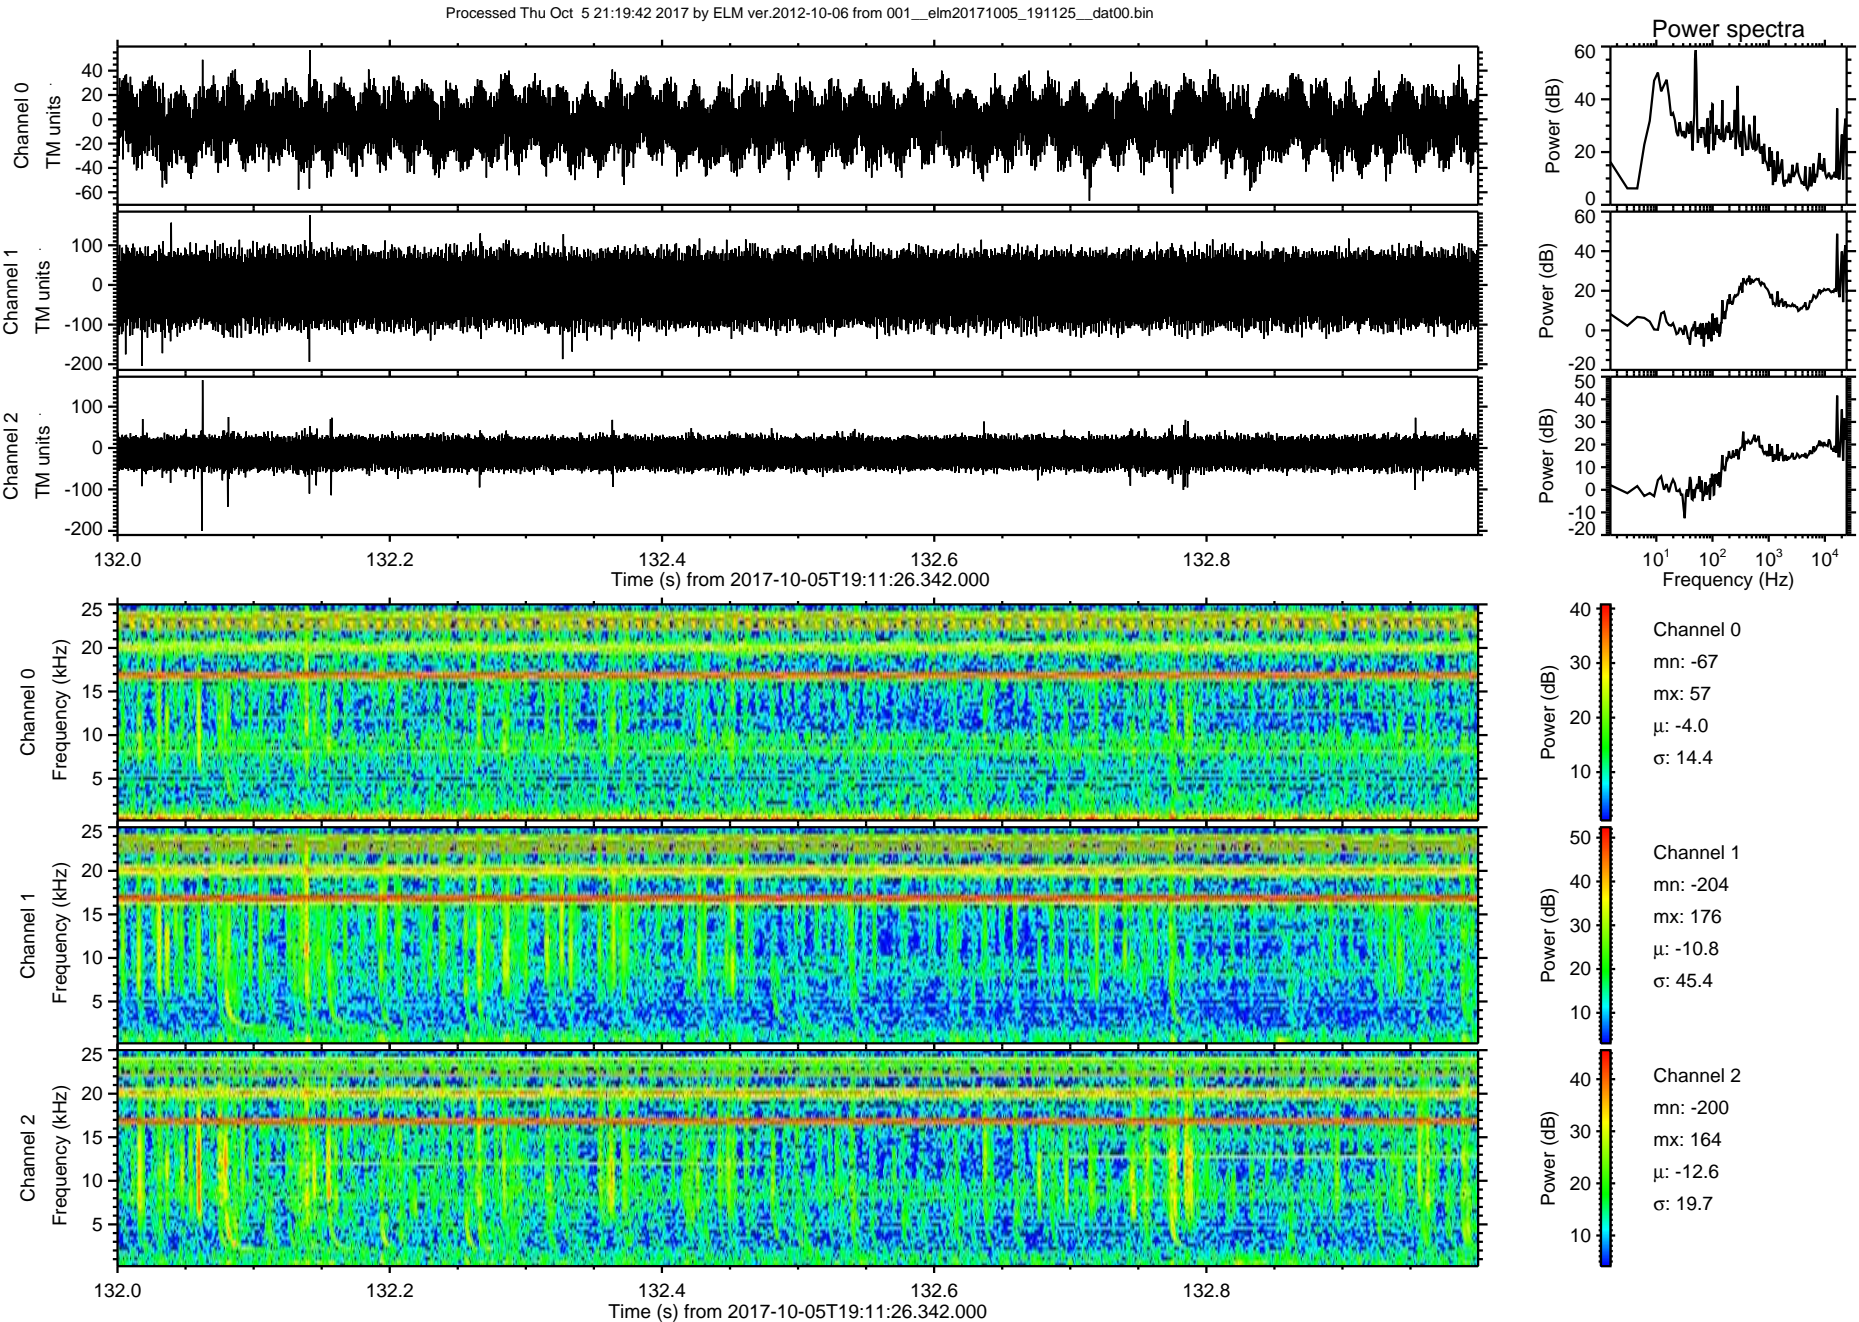 Processed Thu Oct  5 21:19:42 2017 by ELM ver.2012-10-06 from 001__elm20171005_191125__dat00.bin
Power spectra
Channel 0
TM units
40
20
0
-20
-40
-60
Power (dB)
60
40
20
0
Channel 1
TM units
100
0
-100
-200
Power (dB)
60
40
20
0
-20
Channel 2
TM units
100
0
-100
-200
Power (dB)
50
40
30
20
10
0
-10
-20
132.0 132.2 132.4 132.6 132.8
Time (s) from 2017-10-05T19:11:26.342.000
10^1 10^2 10^3 10^4
Frequency (Hz)
Channel 0
Frequency (kHz)
25
20
15
10
5
Power (dB)
40
30
20
10
Channel 0
mn: -67
mx: 57
μ: -4.0
σ: 14.4
Channel 1
Frequency (kHz)
25
20
15
10
5
Power (dB)
50
40
30
20
10
Channel 1
mn: -204
mx: 176
μ: -10.8
σ: 45.4
Channel 2
Frequency (kHz)
25
20
15
10
5
Power (dB)
40
30
20
10
Channel 2
mn: -200
mx: 164
μ: -12.6
σ: 19.7
132.0 132.2 132.4 132.6 132.8
Time (s) from 2017-10-05T19:11:26.342.000